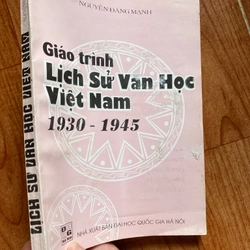 NGUYỄN ĐĂNG MẠNH
Giáo trình
Lịch Sử Văn Học
Việt Nam
1930 - 1945
NHÀ XUẤT BẢN ĐẠI HỌC QUỐC GIA HÀ NỘI
LỊCH SỬ VĂN HỌC VIỆT NAM